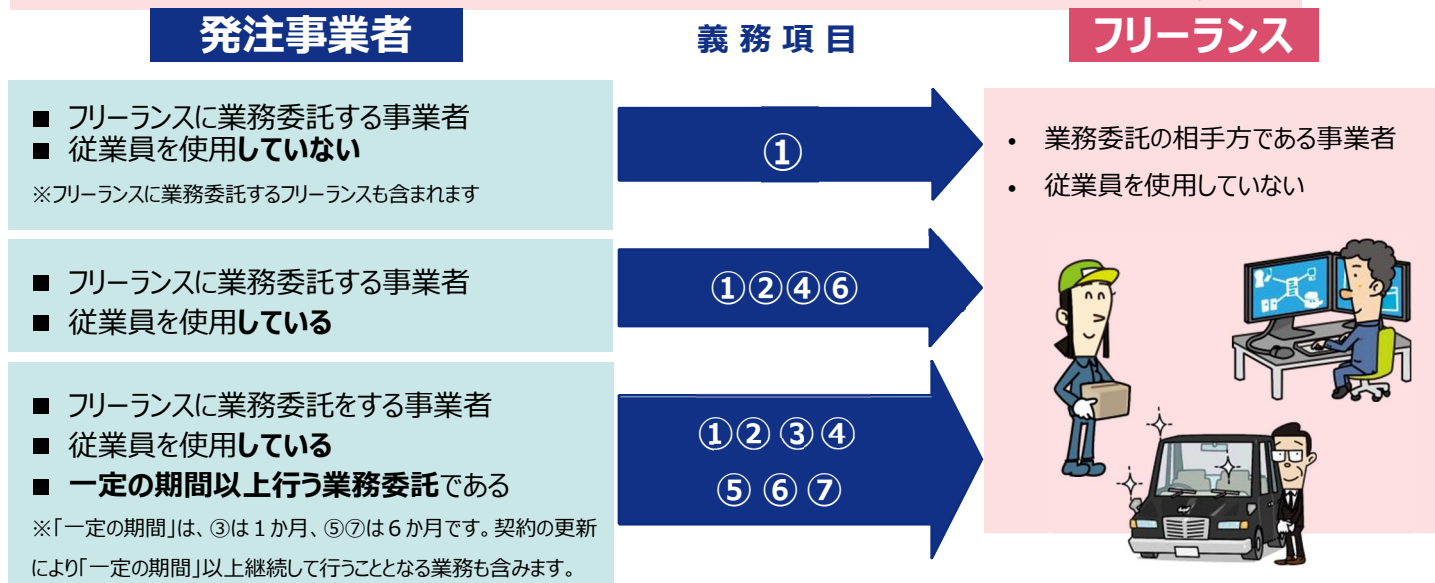 発注事業者
義務項目
フリーランス
■ フリーランスに業務委託する事業者
■ 従業員を使用していない
※フリーランスに業務委託するフリーランスも含まれます
①
• 業務委託の相手方である事業者
• 従業員を使用していない
■ フリーランスに業務委託する事業者
■ 従業員を使用している
①②④⑥
■ フリーランスに業務委託をする事業者
■ 従業員を使用している
■ 一定の期間以上行う業務委託である
※「一定の期間」は、③は1か月、⑤⑦は6か月です。契約の更新
により「一定の期間」以上継続して行うこととなる業務も含みます。
①②③④
⑤⑥⑦